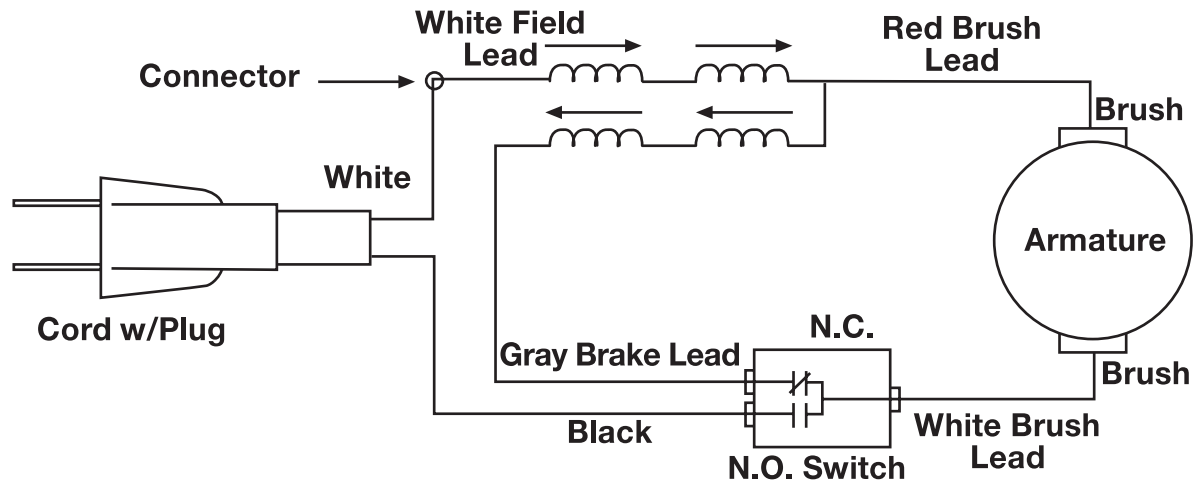 White Field
Lead
Red Brush
Lead
Connector
Brush
White
Armature
Cord w/Plug
N.C.
Gray Brake Lead
Brush
Black
White Brush
Lead
N.O. Switch